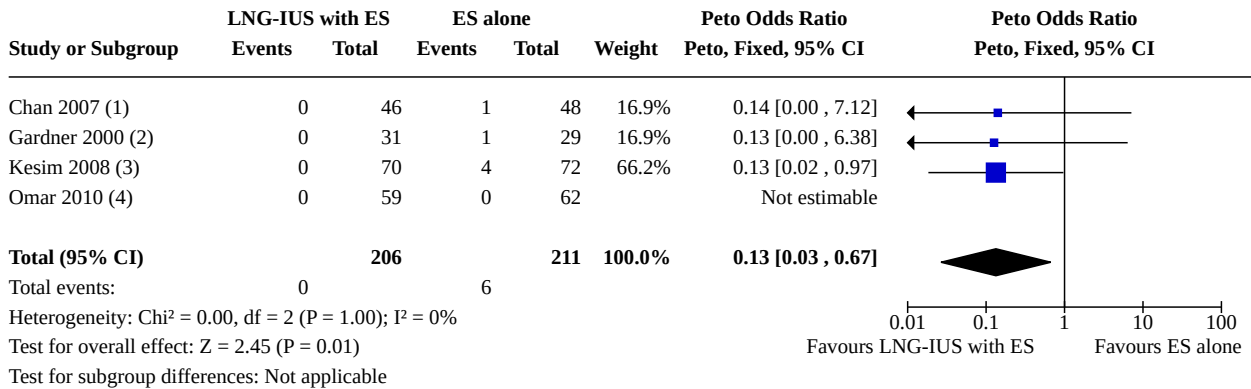 LNG-IUS with ES ES alone Peto Odds Ratio Peto Odds Ratio
Study or Subgroup Events Total Events Total Weight Peto, Fixed, 95% CI Peto, Fixed, 95% CI
Chan 2007 (1) 0 46 1 48 16.9% 0.14 [0.00 , 7.12]
Gardner 2000 (2) 0 31 1 29 16.9% 0.13 [0.00 , 6.38]
Kesim 2008 (3) 0 70 4 72 66.2% 0.13 [0.02 , 0.97]
Omar 2010 (4) 0 59 0 62 Not estimable
Total (95% CI) 206 211 100.0% 0.13 [0.03 , 0.67]
Total events: 0 6
Heterogeneity: Chi² = 0.00, df = 2 (P = 1.00); I² = 0%
0.01 0.1 1 10 100
Test for overall effect: Z = 2.45 (P = 0.01)
Favours LNG-IUS with ES Favours ES alone
Test for subgroup differences: Not applicable